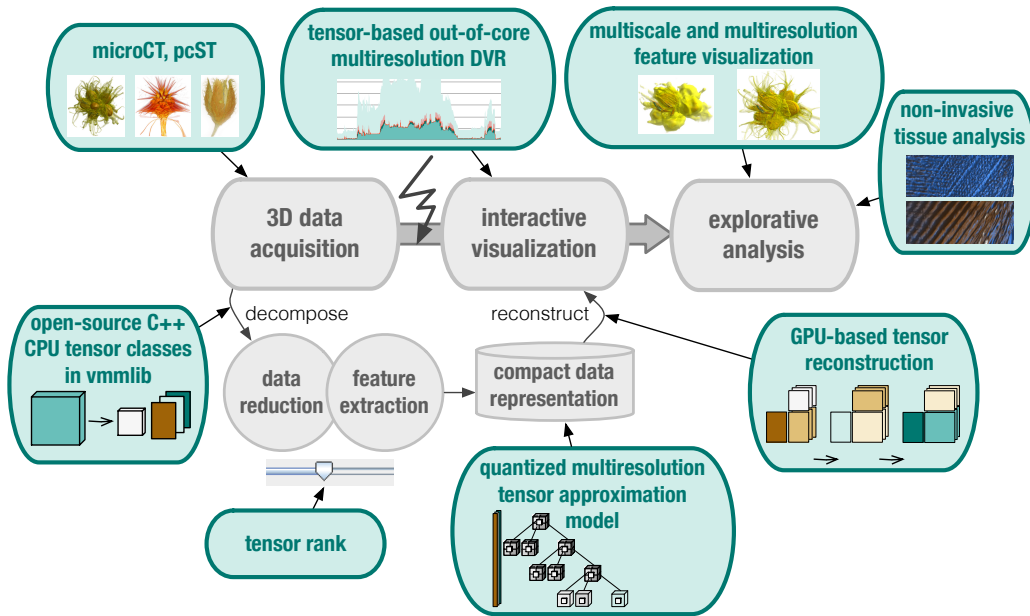 microCT, pcST
tensor-based out-of-core
multiresolution DVR
multiscale and multiresolution
feature visualization
non-invasive
tissue analysis
3D data
acquisition
interactive
visualization
explorative
analysis
decompose
reconstruct
open-source C++
CPU tensor classes
in vmmlib
data
reduction
feature
extraction
compact data
representation
GPU-based tensor
reconstruction
tensor rank
quantized multiresolution
tensor approximation
model